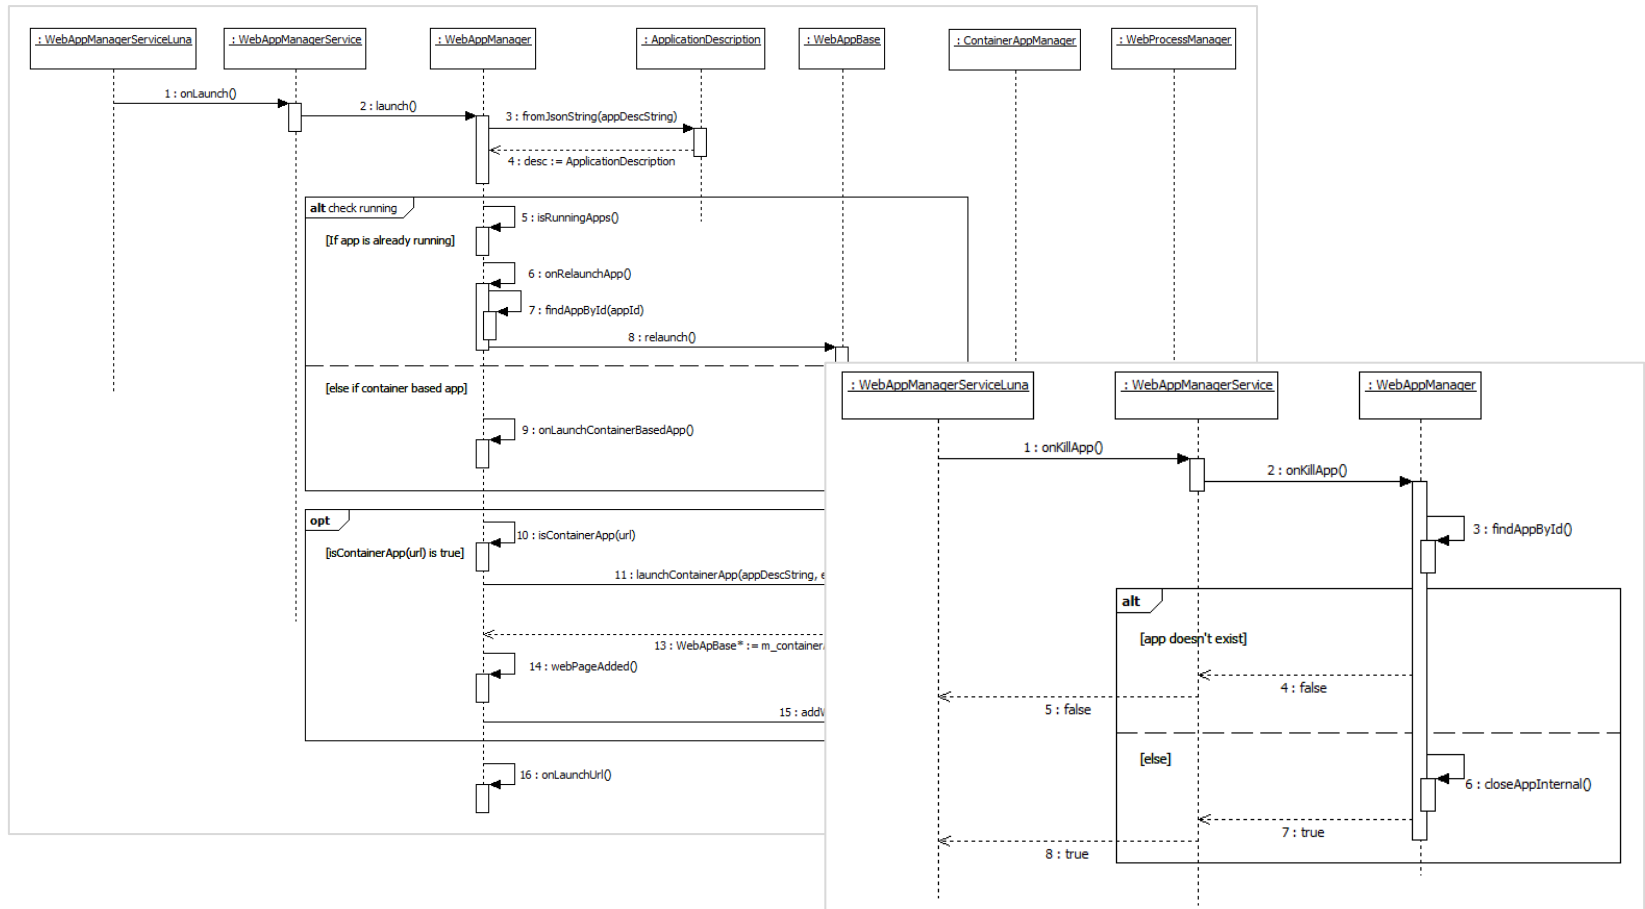 : WebAppManagerServiceLuna
: WebAppManagerService
: WebAppManager
: ApplicationDescription
: WebAppBase
: ContainerAppManager
: WebProcessManager
1 : onLaunch()
2 : launch()
3 : fromJsonString(appDescString)
4 : desc := ApplicationDescription
alt check running
5 : isRunningApps()
[If app is already running]
6 : onRelaunchApp()
7 : findAppById(appId)
8 : relaunch()
[else if container based app]
9 : onLaunchContainerBasedApp()
opt
10 : isContainerApp(url)
[isContainerApp(url) is true]
11 : launchContainerApp(appDescString, e
13 : WebApBase* := m_container
14 : webPageAdded()
15 : add
16 : onLaunchUrl()
: WebAppManagerServiceLuna
: WebAppManagerService
: WebAppManager
1 : onKillApp()
2 : onKillApp()
3 : findAppById()
alt
[app doesn't exist]
4 : false
5 : false
[else]
6 : closeAppInternal()
7 : true
8 : true